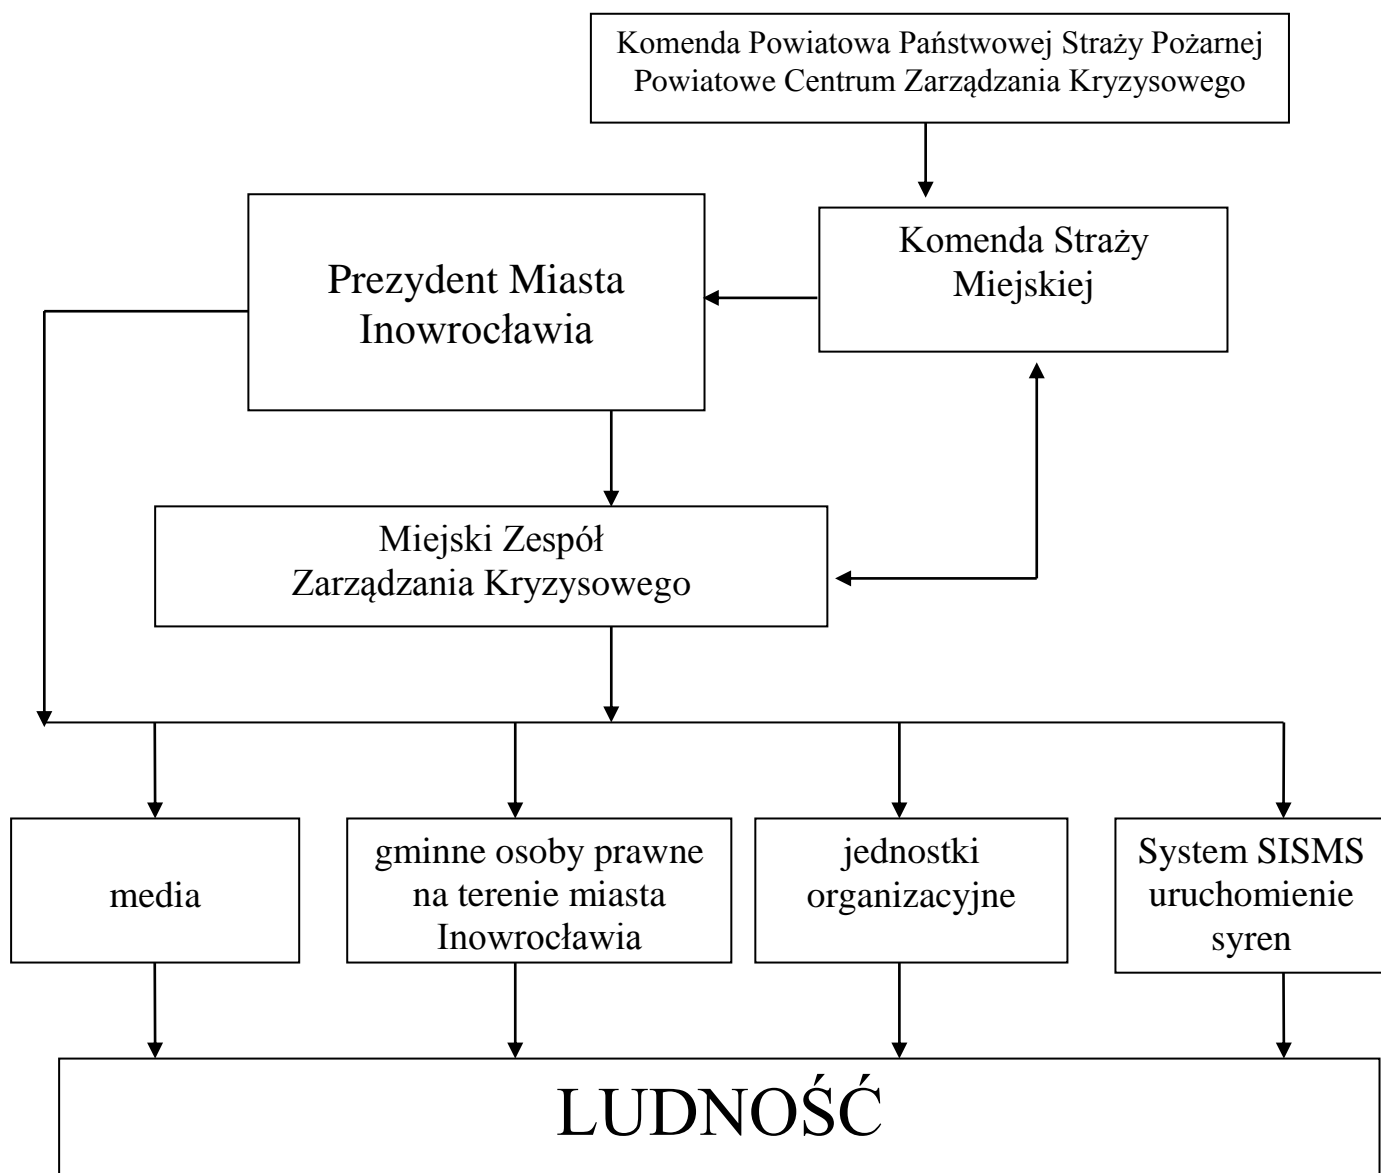 Komenda Powiatowa Państwowej Straży Pożarnej
Powiatowe Centrum Zarządzania Kryzysowego
Prezydent Miasta
Inowrocławia
Komenda Straży
Miejskiej
Miejski Zespół
Zarządzania Kryzysowego
media
gminne osoby prawne
na terenie miasta
Inowrocławia
jednostki
organizacyjne
System SISMS
uruchomienie
syren
LUDNOŚĆ